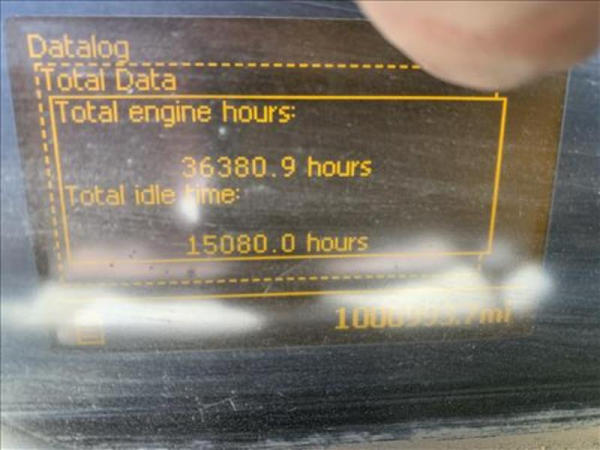 Datalog
Total Data
Total engine hours:
36380.9 hours
Total idle time:
15080.0 hours